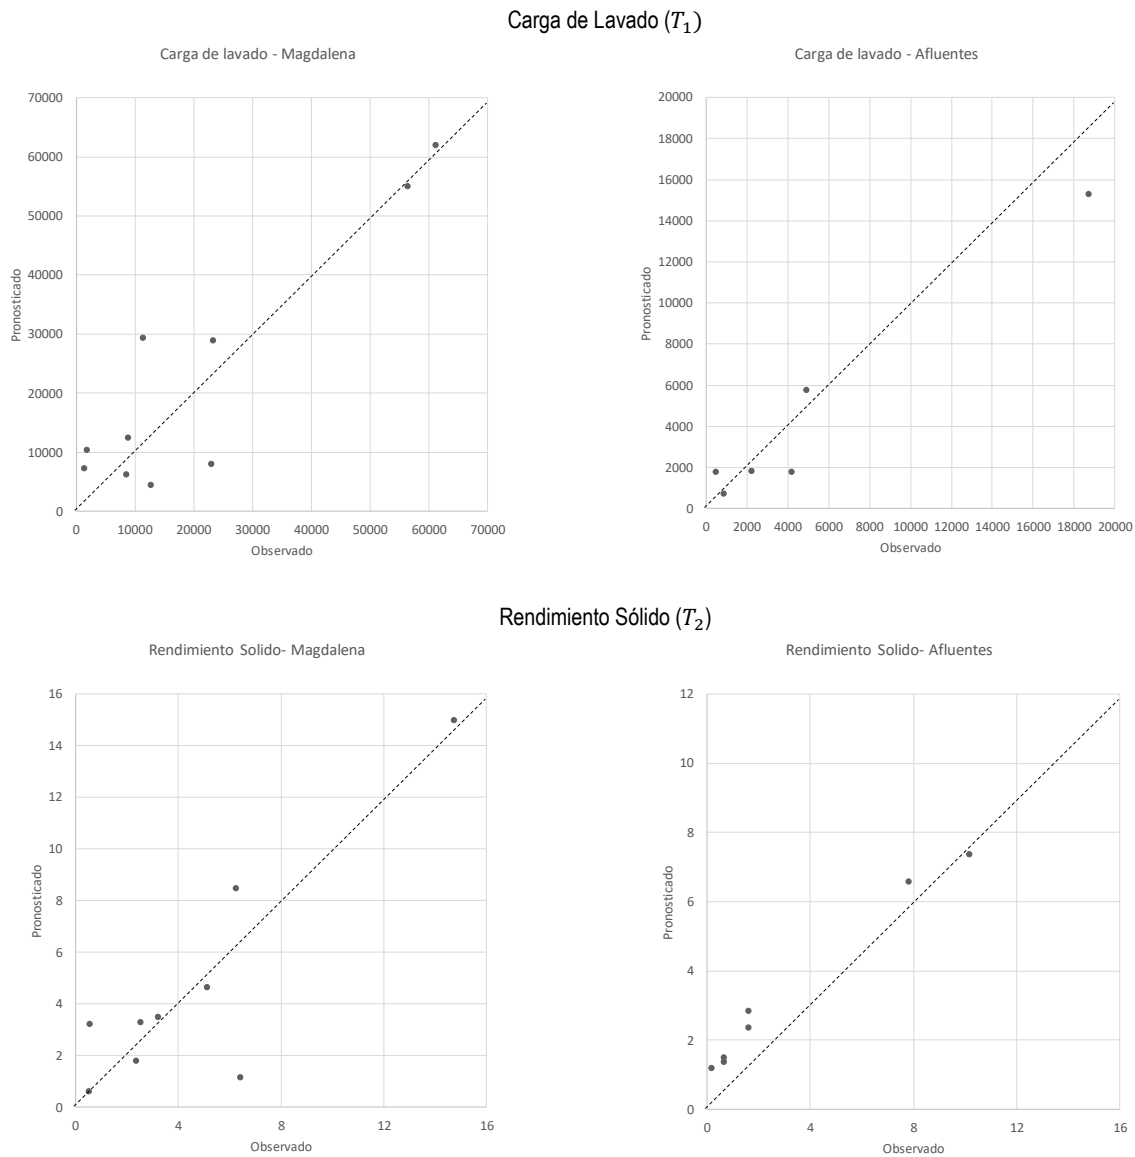 Carga de Lavado (T₁)
Carga de lavado - Magdalena
70000
60000
50000
40000
30000
20000
10000
0
Pronosticado
0 10000 20000 30000 40000 50000 60000 70000
Observado
Carga de lavado - Afluentes
20000
18000
16000
14000
12000
10000
8000
6000
4000
2000
0
Pronosticado
0 2000 4000 6000 8000 10000 12000 14000 16000 18000 20000
Observado
Rendimiento Sólido (T₂)
Rendimiento Solido- Magdalena
16
14
12
10
8
6
4
2
0
Pronosticado
0 4 8 12 16
Observado
Rendimiento Solido- Afluentes
12
10
8
6
4
2
0
Pronosticado
0 4 8 12 16
Observado